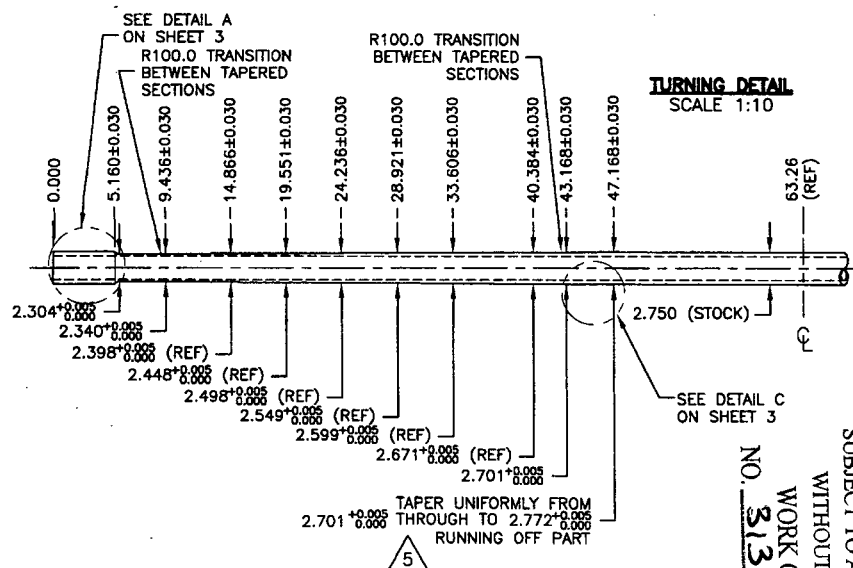 SEE DETAIL A
ON SHEET 3
R100.0 TRANSITION
BETWEEN TAPERED
SECTIONS
R100.0 TRANSITION
BETWEEN TAPERED
SECTIONS
TURNING DETAIL
SCALE 1:10
0.000
5.160±0.030
9.436±0.030
14.866±0.030
19.551±0.030
24.236±0.030
28.921±0.030
33.606±0.030
40.384±0.030
43.168±0.030
47.168±0.030
63.26
(REF)
2.304+0.005 0.000
2.340+0.005 0.000
2.398+0.005 0.000 (REF)
2.448+0.005 0.000 (REF)
2.498+0.005 0.000 (REF)
2.549+0.005 0.000 (REF)
2.599+0.005 0.000 (REF)
2.671+0.005 0.000 (REF)
2.701+0.005 0.000
2.750 (STOCK)
℄
SEE DETAIL C
ON SHEET 3
TAPER UNIFORMLY FROM
2.701 +0.005 0.000 THROUGH TO 2.772+0.005 0.000
RUNNING OFF PART
5
SUBJECT TO
WITHOUT
WORK
NO. 313